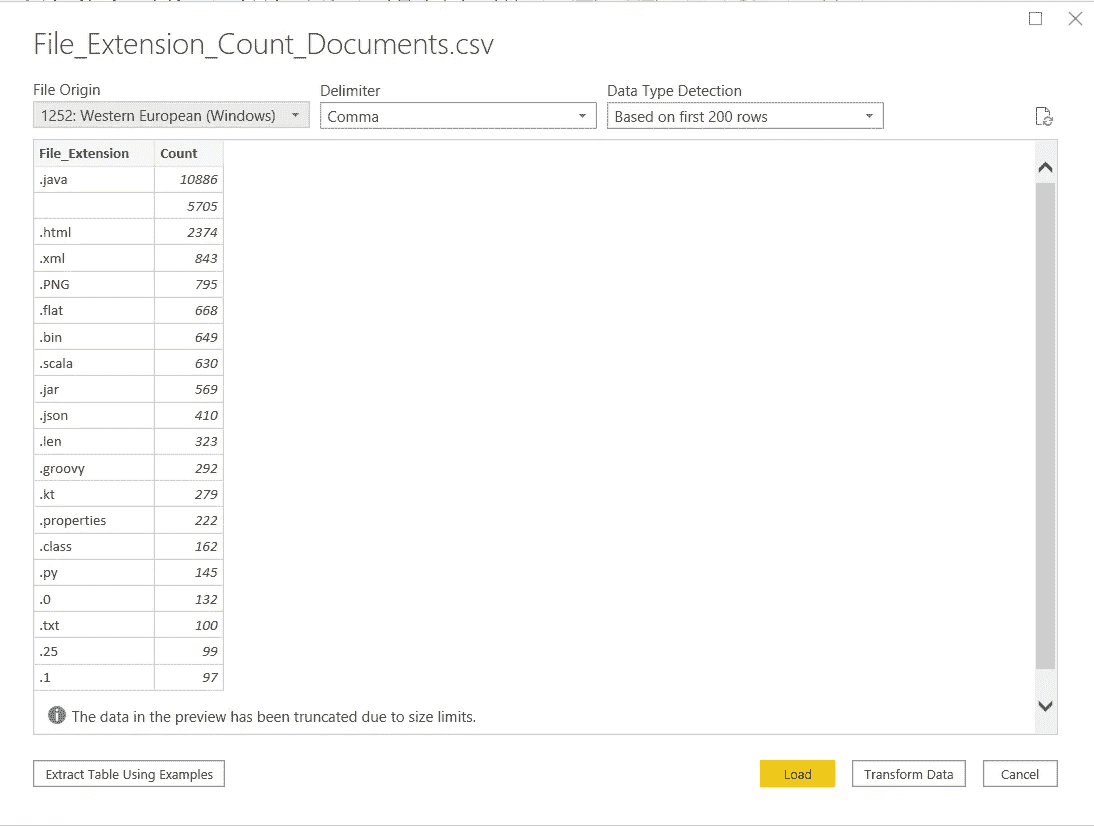 File_Extension_Count_Documents.csv
File Origin Delimiter Data Type Detection
1252: Western European (Windows) Comma Based on first 200 rows
File_Extension Count
.java 10886
5705
.html 2374
.xml 843
.PNG 795
.flat 668
.bin 649
.scala 630
.jar 569
.json 410
.len 323
.groovy 292
.kt 279
.properties 222
.class 162
.py 145
.0 132
.txt 100
.25 99
.1 97
The data in the preview has been truncated due to size limits.
Extract Table Using Examples Load Transform Data Cancel